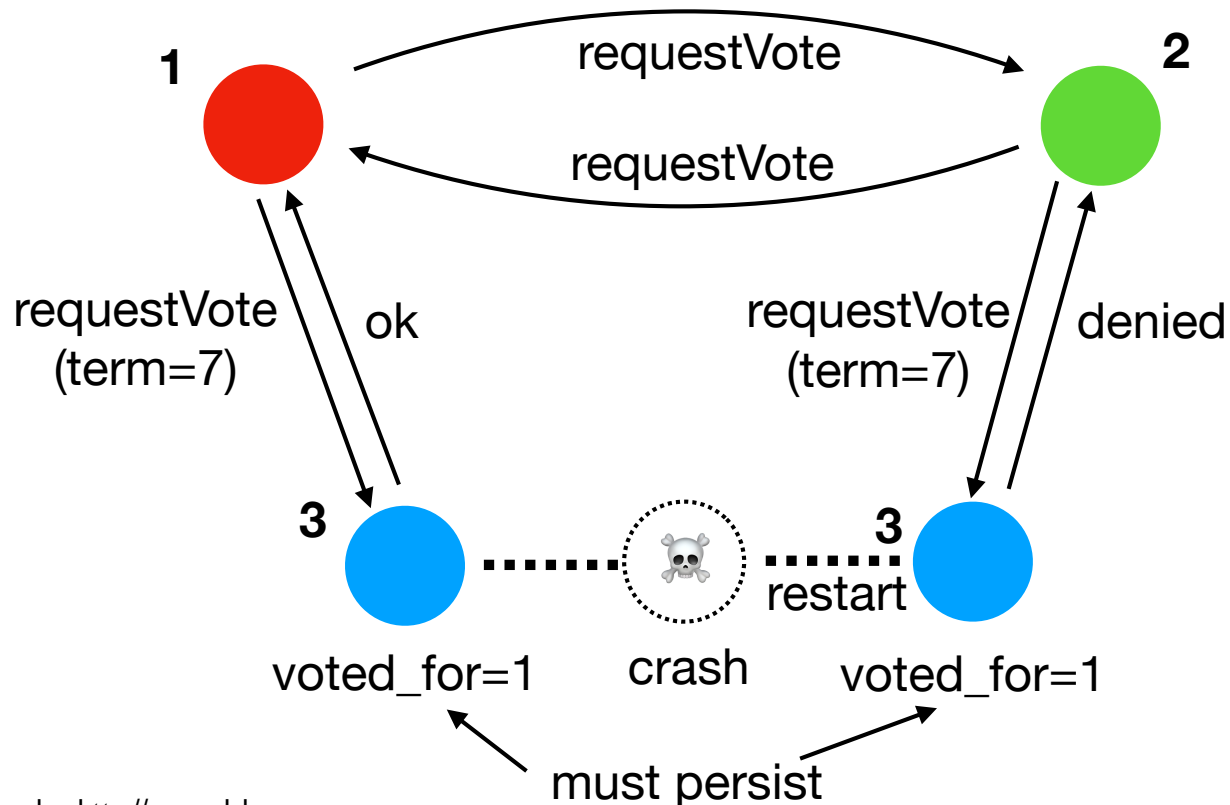 1
requestVote
2
requestVote
requestVote
(term=7)
ok
requestVote
(term=7)
denied
3
3
restart
voted_for=1
crash
voted_for=1
must persist